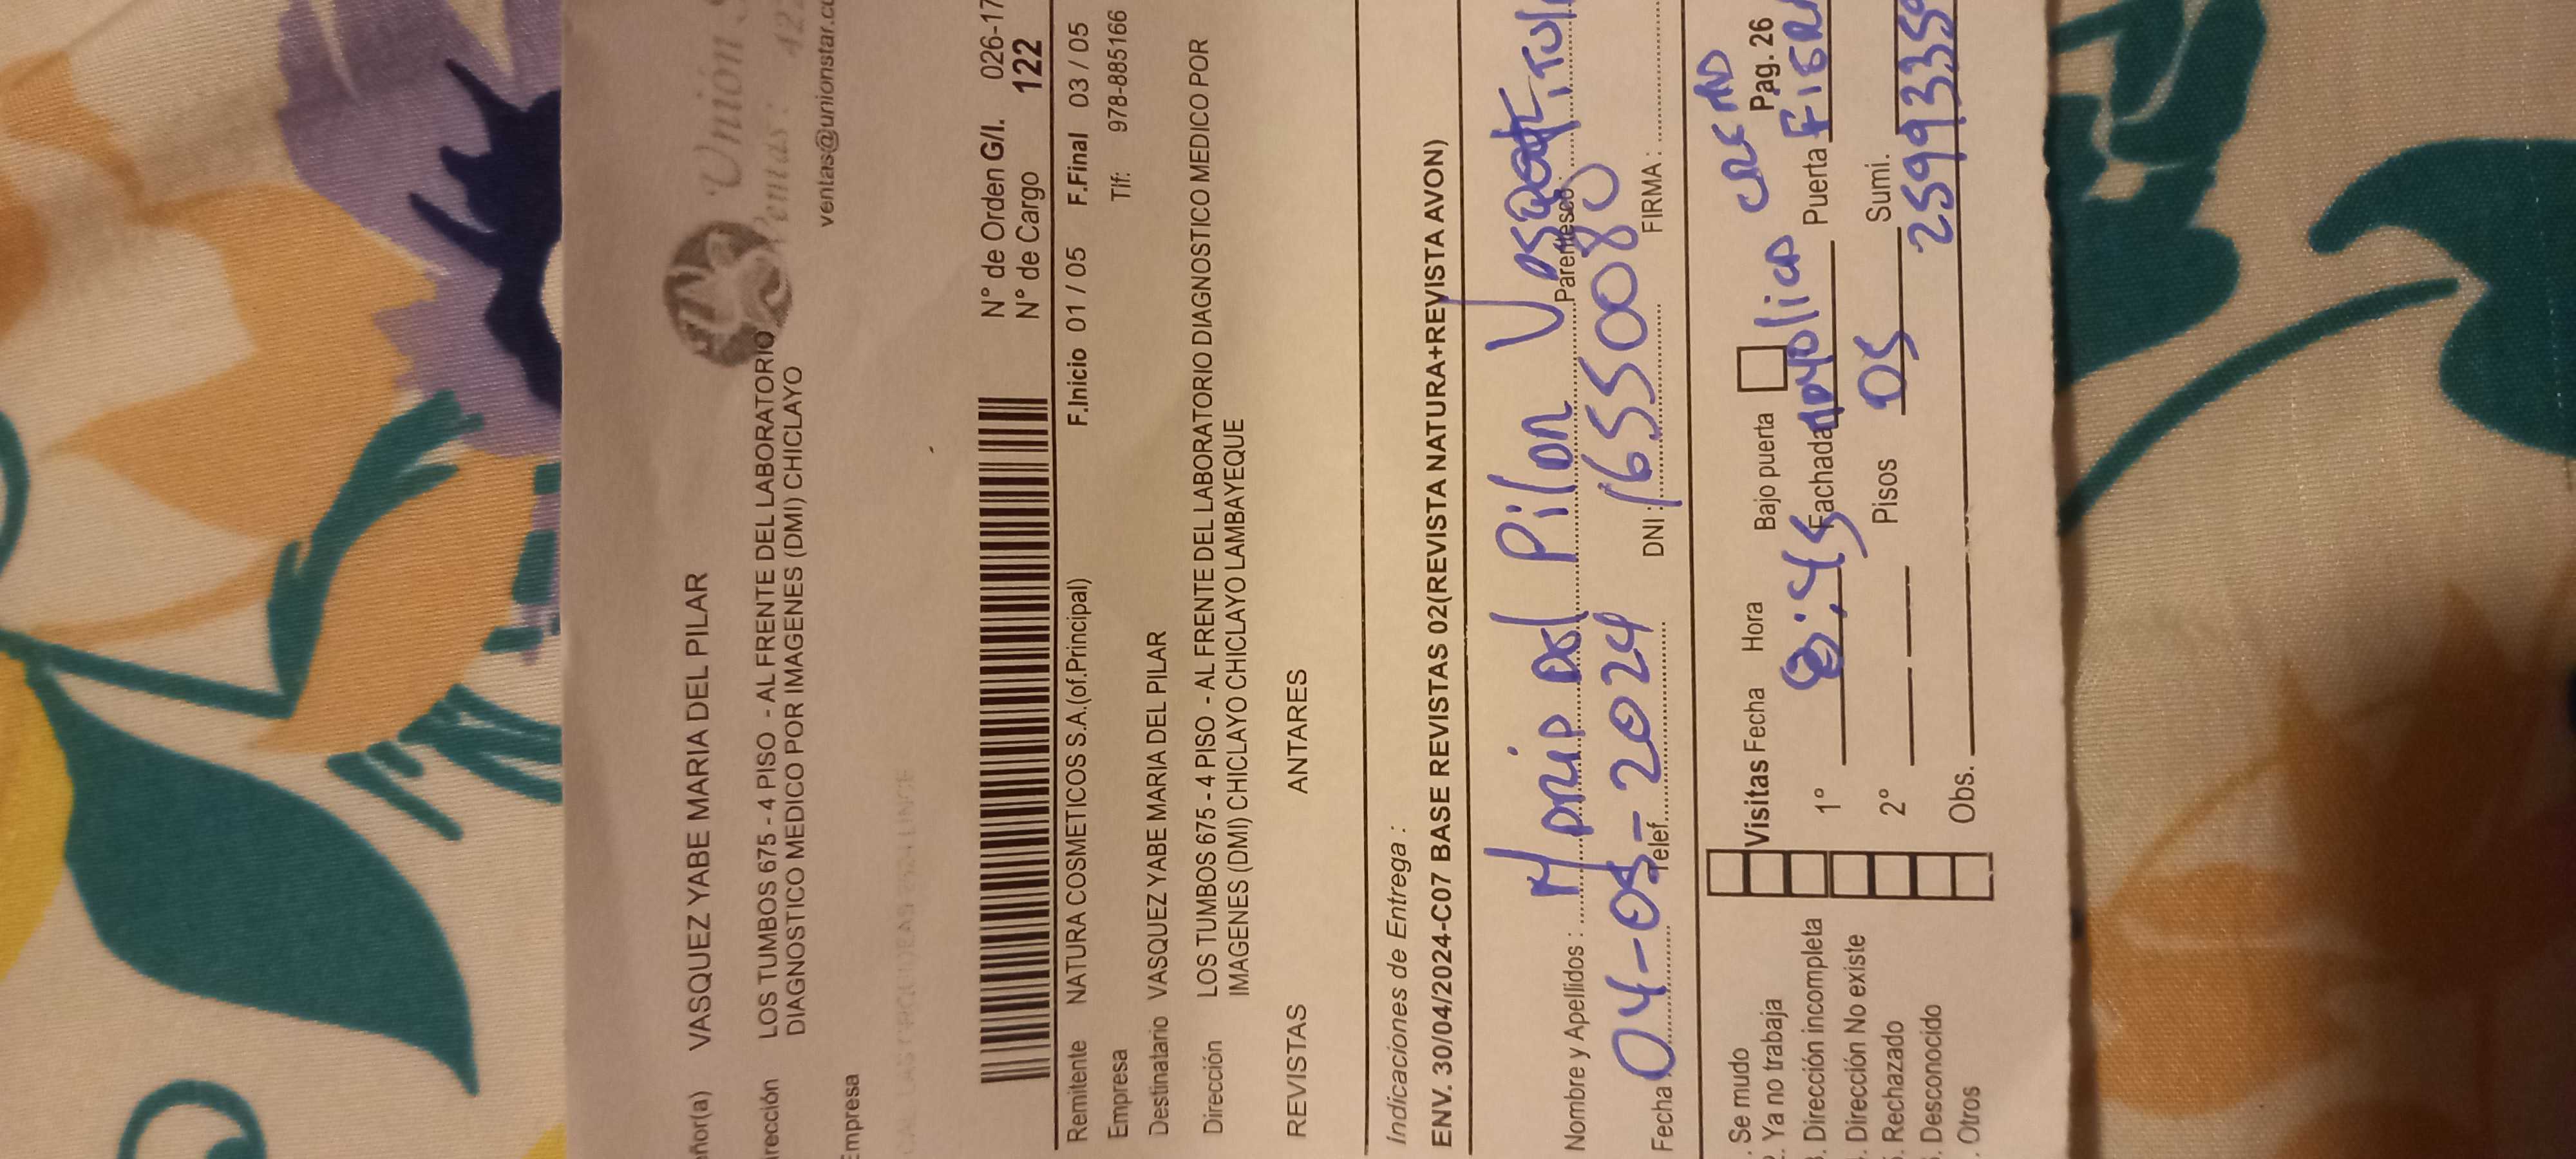 Unión
Ventas: 422
ventas@unionstar.co
ñor(a) VASQUEZ YABE MARIA DEL PILAR
rección LOS TUMBOS 675 - 4 PISO - AL FRENTE DEL LABORATORIO
DIAGNOSTICO MEDICO POR IMAGENES (DMI) CHICLAYO
Empresa
N° de Orden G/I. 026-17
N° de Cargo 122
Remitente NATURA COSMETICOS S.A.(of.Principal) F.Inicio 01 / 05 F.Final 03 / 05
Empresa Tlf: 978-885166
Destinatario VASQUEZ YABE MARIA DEL PILAR
Dirección LOS TUMBOS 675 - 4 PISO - AL FRENTE DEL LABORATORIO DIAGNOSTICO MEDICO POR
IMAGENES (DMI) CHICLAYO CHICLAYO LAMBAYEQUE
REVISTAS ANTARES
Indicaciones de Entrega :
ENV. 30/04/2024-C07 BASE REVISTAS 02(REVISTA NATURA+REVISTA AVON)
Nombre y Apellidos : Maria del Pilar Parentesco :
Fecha 04-05-2024 Telef. DNI : 16550080 FIRMA :
. Se mudo
2. Ya no trabaja Visitas Fecha Hora Bajo puerta Pag. 26
3. Dirección incompleta 1° 8:45 Fachada mayolica Puerta
. Dirección No existe
. Rechazado 2° Pisos 05 Sumi. 2599335
. Desconocido
. Otros Obs.